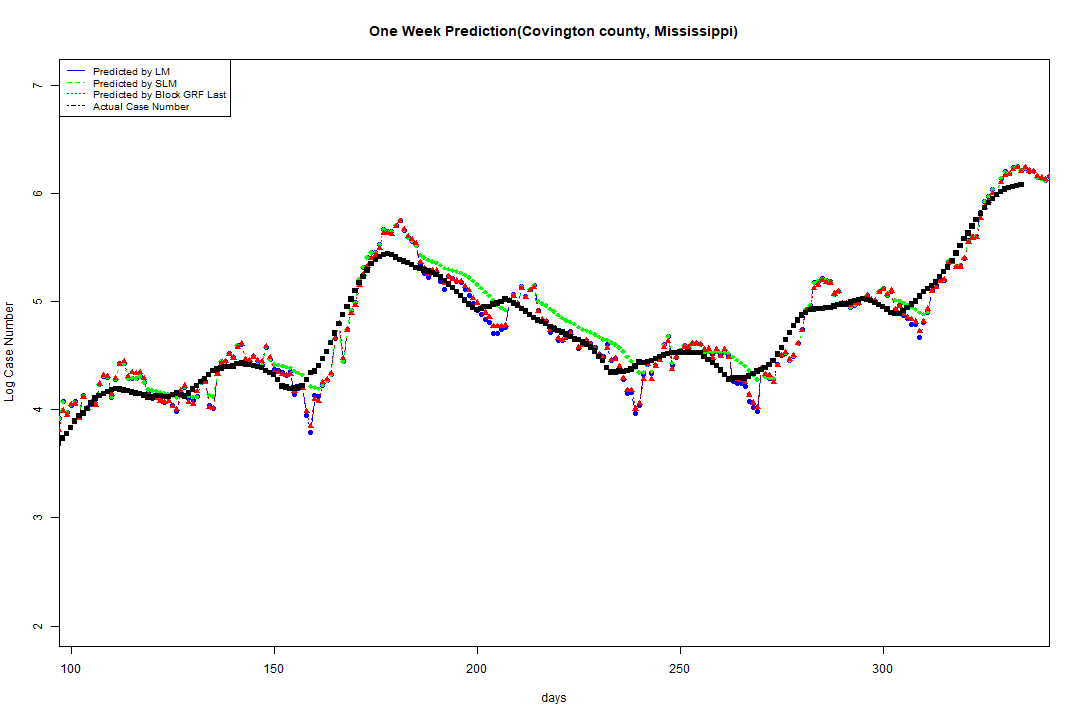 One Week Prediction(Covington county, Mississippi)
Predicted by LM
Predicted by SLM
Predicted by Block GRF Last
Actual Case Number
Log Case Number
7
6
5
4
3
2
100 150 200 250 300
days